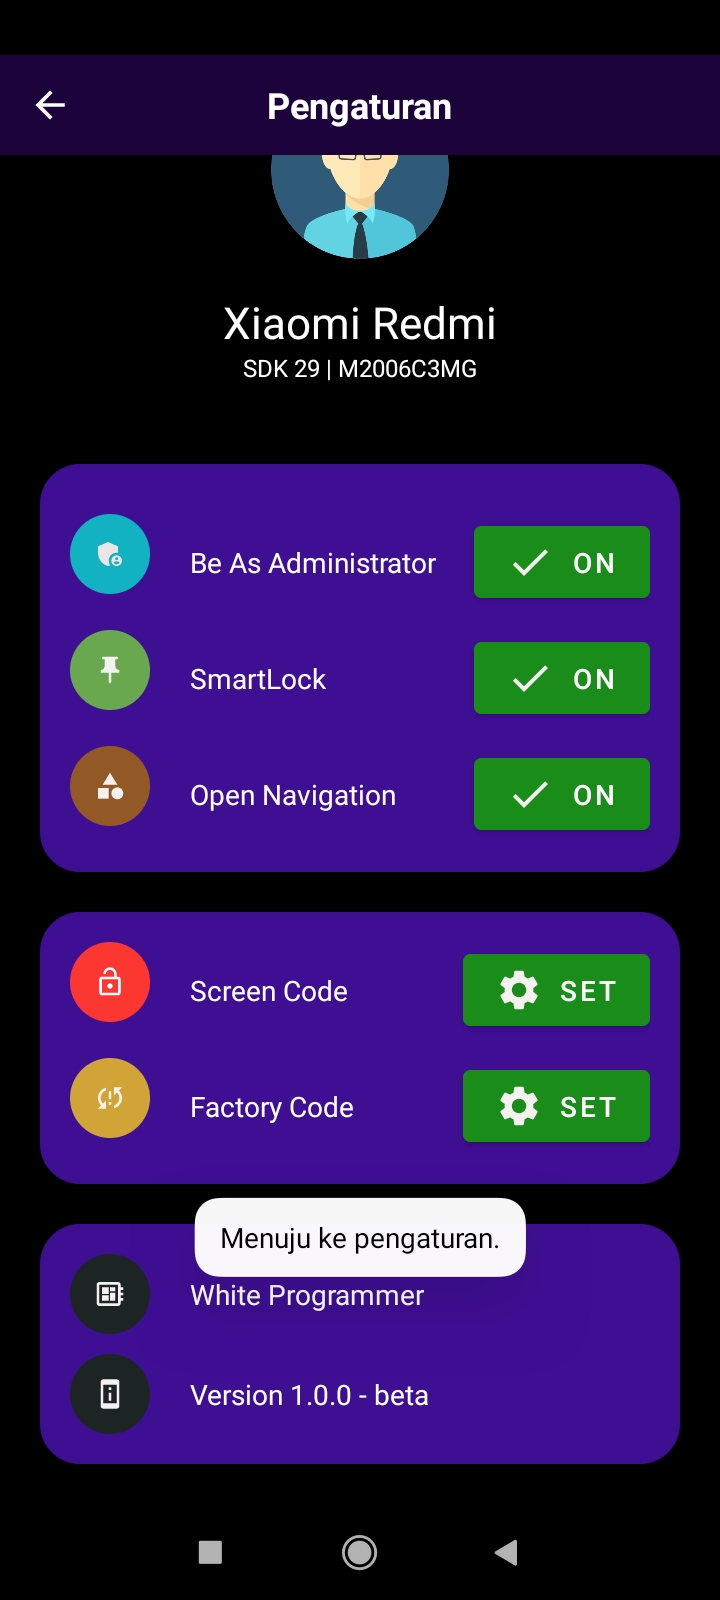 Pengaturan
Xiaomi Redmi
SDK 29 | M2006C3MG
Be As Administrator
ON
SmartLock
ON
Open Navigation
ON
Screen Code
SET
Factory Code
SET
Menuju ke pengaturan.
White Programmer
Version 1.0.0 - beta